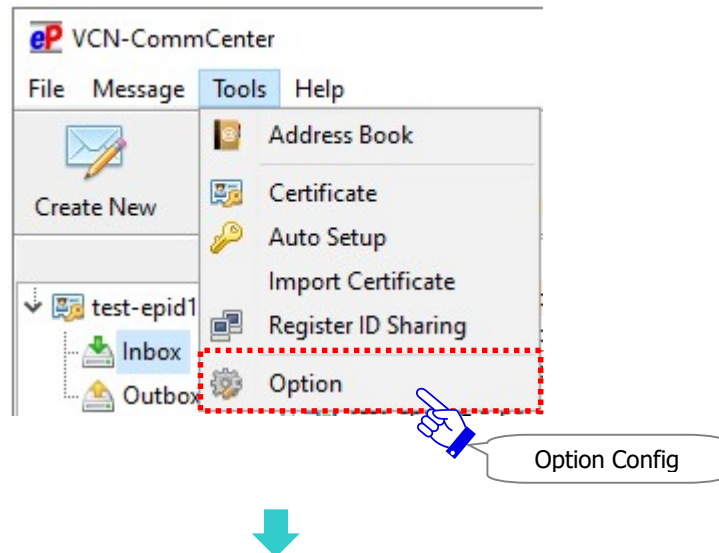 eP VCN-CommCenter
File Message Tools Help
Address Book
Create New
Certificate
Auto Setup
Import Certificate
test-epid1
Register ID Sharing
Inbox
Option
Outbox
Option Config